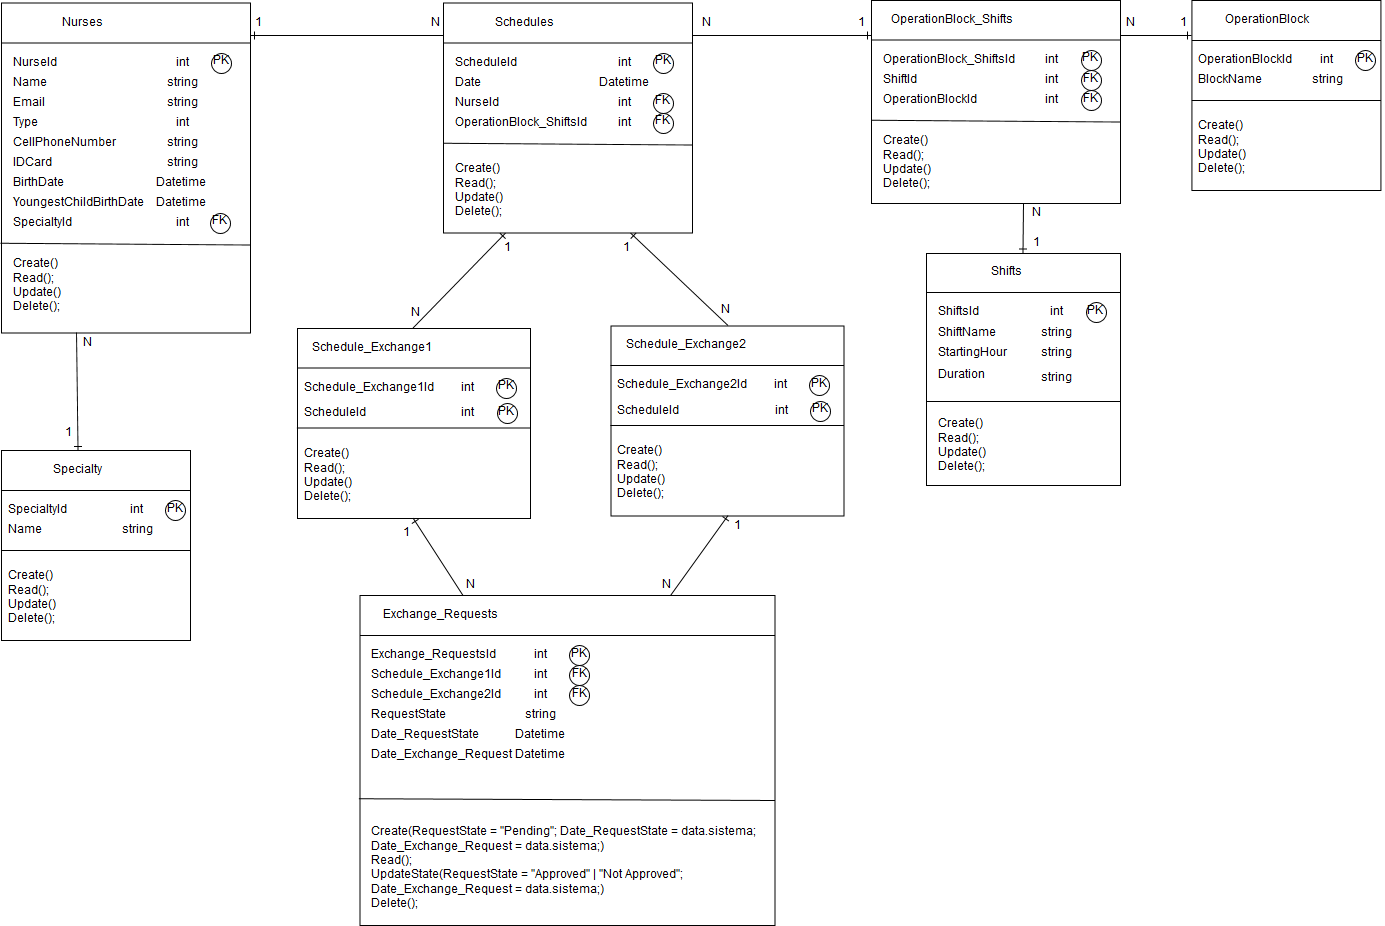 Nurses
NurseId int PK
Name string
Email string
Type int
CellPhoneNumber string
IDCard string
BirthDate Datetime
YoungestChildBirthDate Datetime
SpecialtyId int FK
Create()
Read();
Update()
Delete();
1 N
Schedules
ScheduleId int PK
Date Datetime
NurseId int FK
OperationBlock_ShiftsId int FK
Create()
Read();
Update()
Delete();
N 1
OperationBlock_Shifts
OperationBlock_ShiftsId int PK
ShiftId int FK
OperationBlockId int FK
Create()
Read();
Update()
Delete();
N 1
OperationBlock
OperationBlockId int PK
BlockName string
Create()
Read();
Update()
Delete();
N
1
Shifts
ShiftsId int PK
ShiftName string
StartingHour string
Duration string
Create()
Read();
Update()
Delete();
1 1
N N
Schedule_Exchange1
Schedule_Exchange1Id int PK
ScheduleId int PK
Create()
Read();
Update()
Delete();
Schedule_Exchange2
Schedule_Exchange2Id int PK
ScheduleId int PK
Create()
Read();
Update()
Delete();
N
1
Specialty
SpecialtyId int PK
Name string
Create()
Read();
Update()
Delete();
1 1
N N
Exchange_Requests
Exchange_RequestsId int PK
Schedule_Exchange1Id int FK
Schedule_Exchange2Id int FK
RequestState string
Date_RequestState Datetime
Date_Exchange_Request Datetime
Create(RequestState = "Pending"; Date_RequestState = data.sistema;
Date_Exchange_Request = data.sistema;)
Read();
UpdateState(RequestState = "Approved" | "Not Approved";
Date_Exchange_Request = data.sistema;)
Delete();